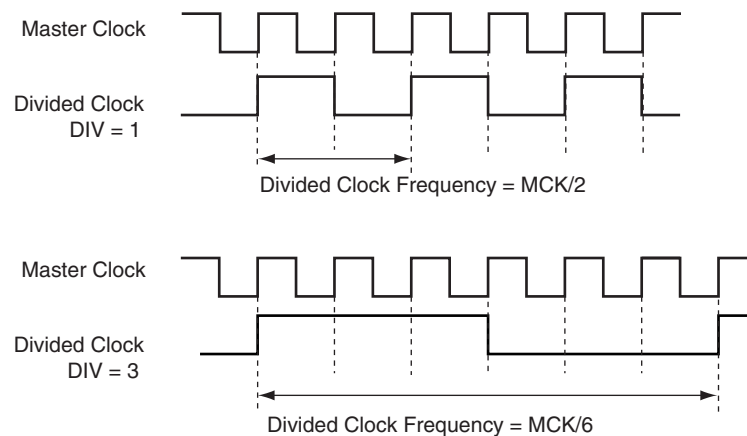 Master Clock
Divided Clock
DIV = 1
Divided Clock Frequency = MCK/2
Master Clock
Divided Clock
DIV = 3
Divided Clock Frequency = MCK/6